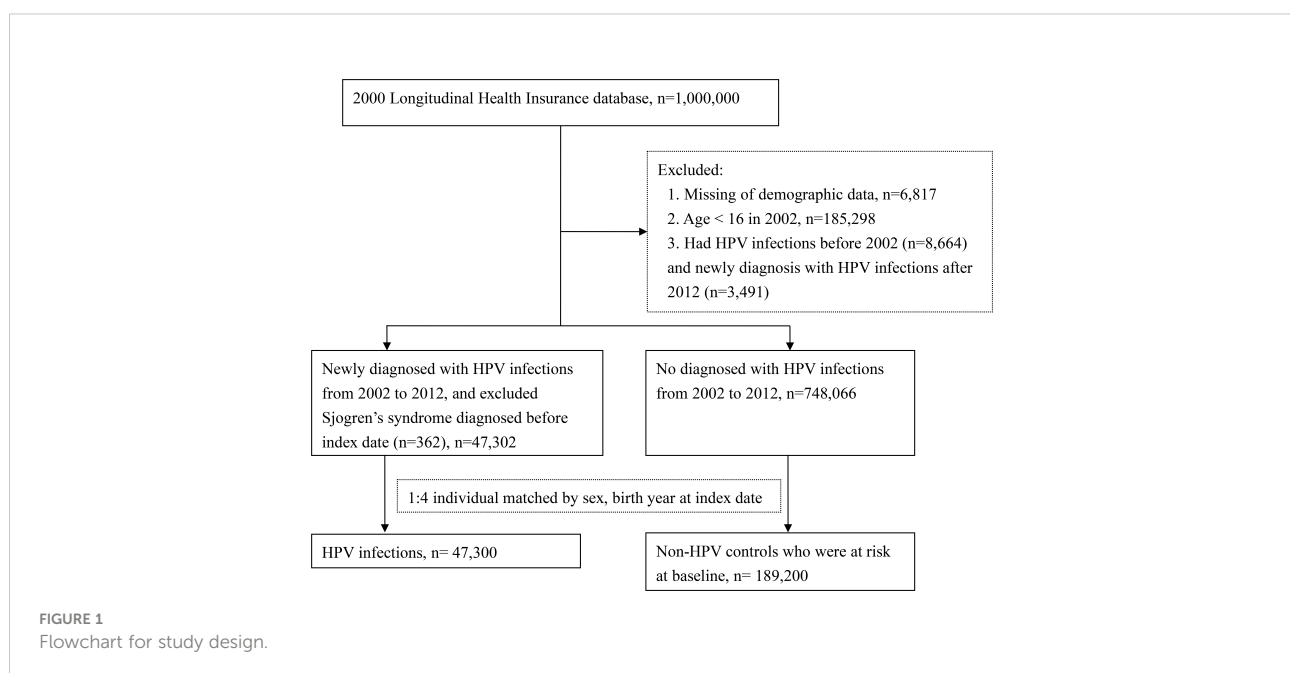 2000 Longitudinal Health Insurance database, n=1,000,000
Excluded:
1. Missing of demographic data, n=6,817
2. Age < 16 in 2002, n=185,298
3. Had HPV infections before 2002 (n=8,664)
and newly diagnosis with HPV infections after
2012 (n=3,491)
Newly diagnosed with HPV infections
from 2002 to 2012, and excluded
Sjogren's syndrome diagnosed before
index date (n=362), n=47,302
No diagnosed with HPV infections
from 2002 to 2012, n=748,066
1:4 individual matched by sex, birth year at index date
HPV infections, n= 47,300
Non-HPV controls who were at risk
at baseline, n= 189,200
FIGURE 1
Flowchart for study design.